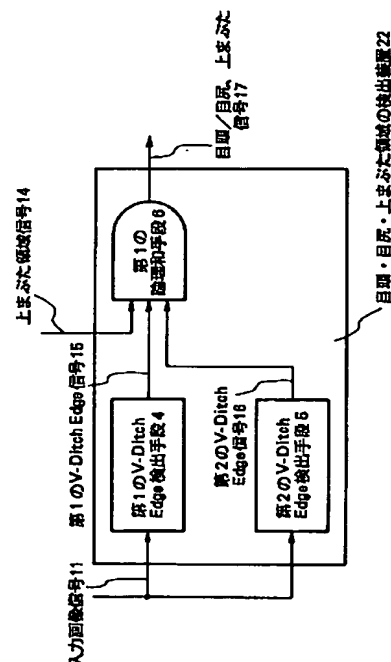 入力画像信号11
上まぶた領域信号14
第1のV-Ditch Edge信号15
第1のV-Ditch
Edge検出手段4
第1の
論理和手段6
目頭/目尻、上まぶた
信号17
第2のV-Ditch
Edge信号16
第2のV-Ditch
Edge検出手段5
目頭・目尻・上まぶた領域の検出装置22